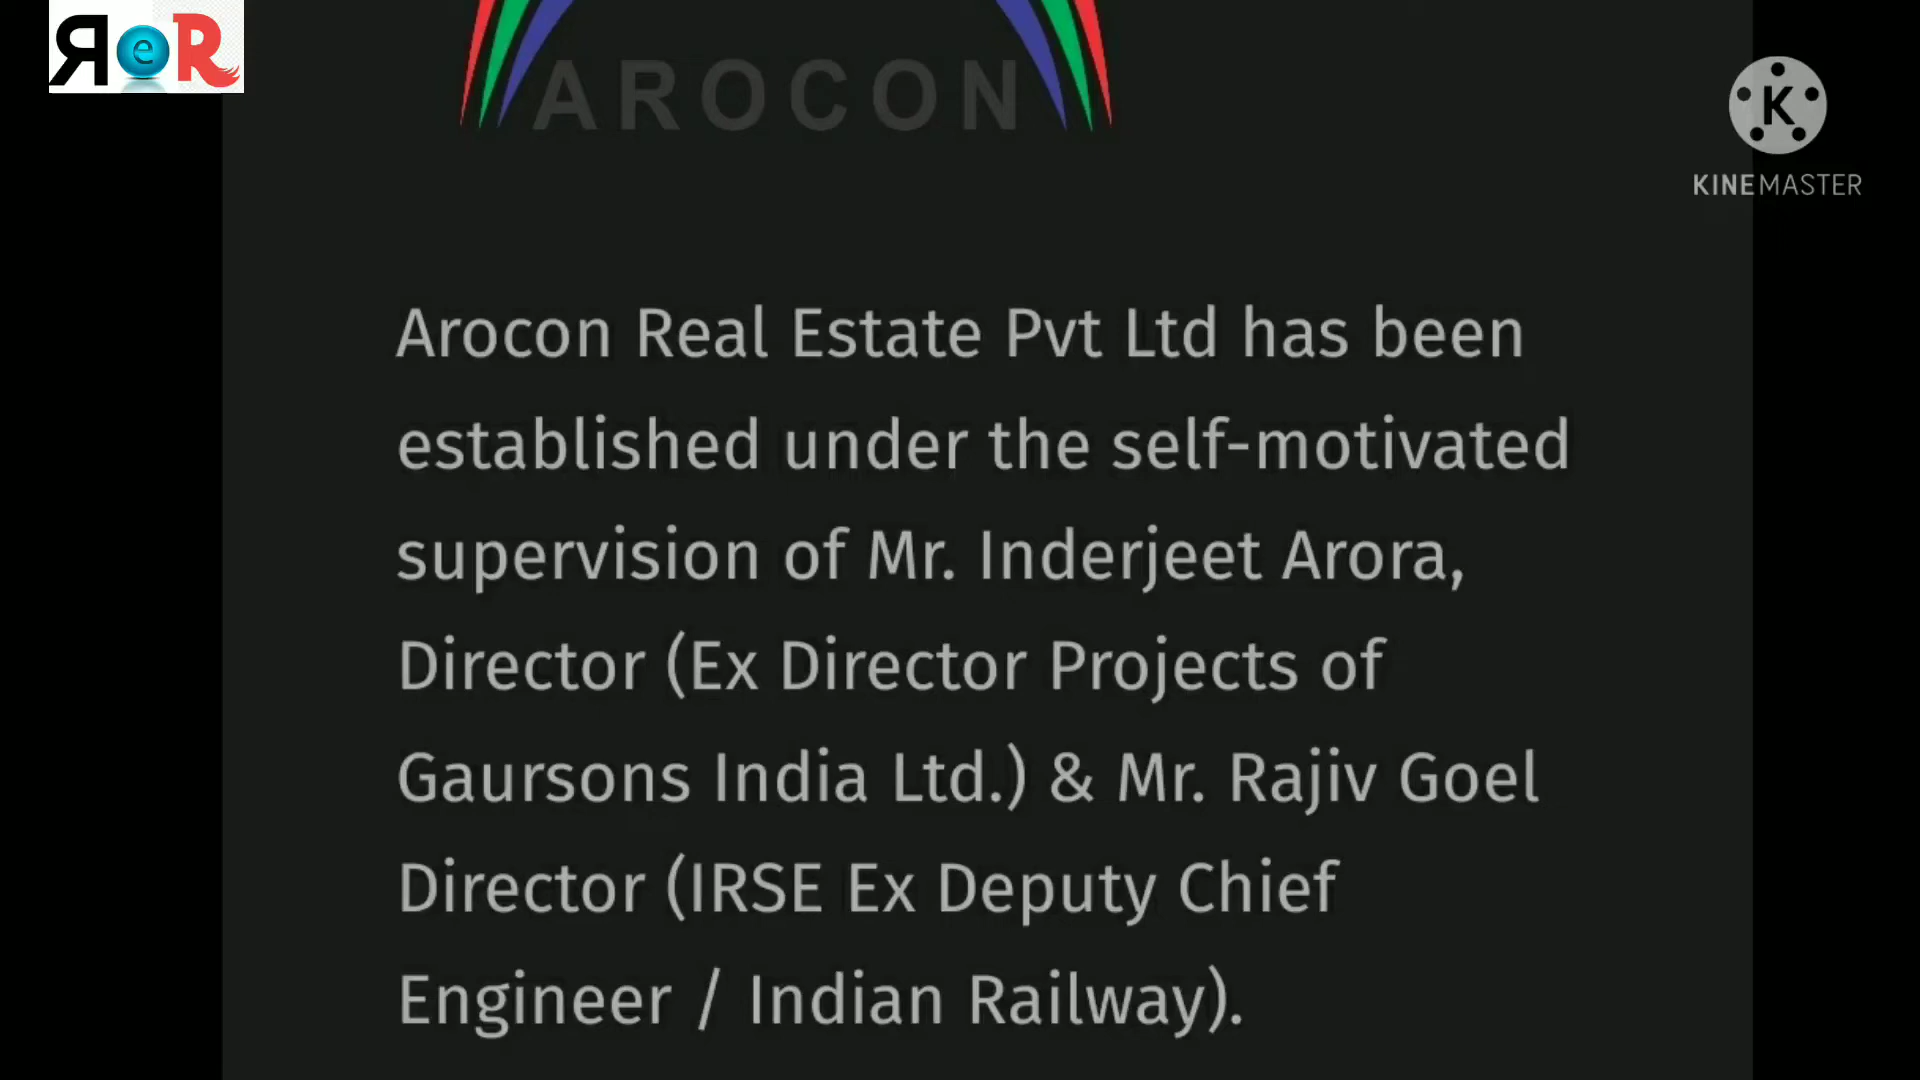 ЯeR
AROCON
K
KINEMASTER
Arocon Real Estate Pvt Ltd has been
established under the self-motivated
supervision of Mr. Inderjeet Arora,
Director (Ex Director Projects of
Gaursons India Ltd.) & Mr. Rajiv Goel
Director (IRSE Ex Deputy Chief
Engineer / Indian Railway).